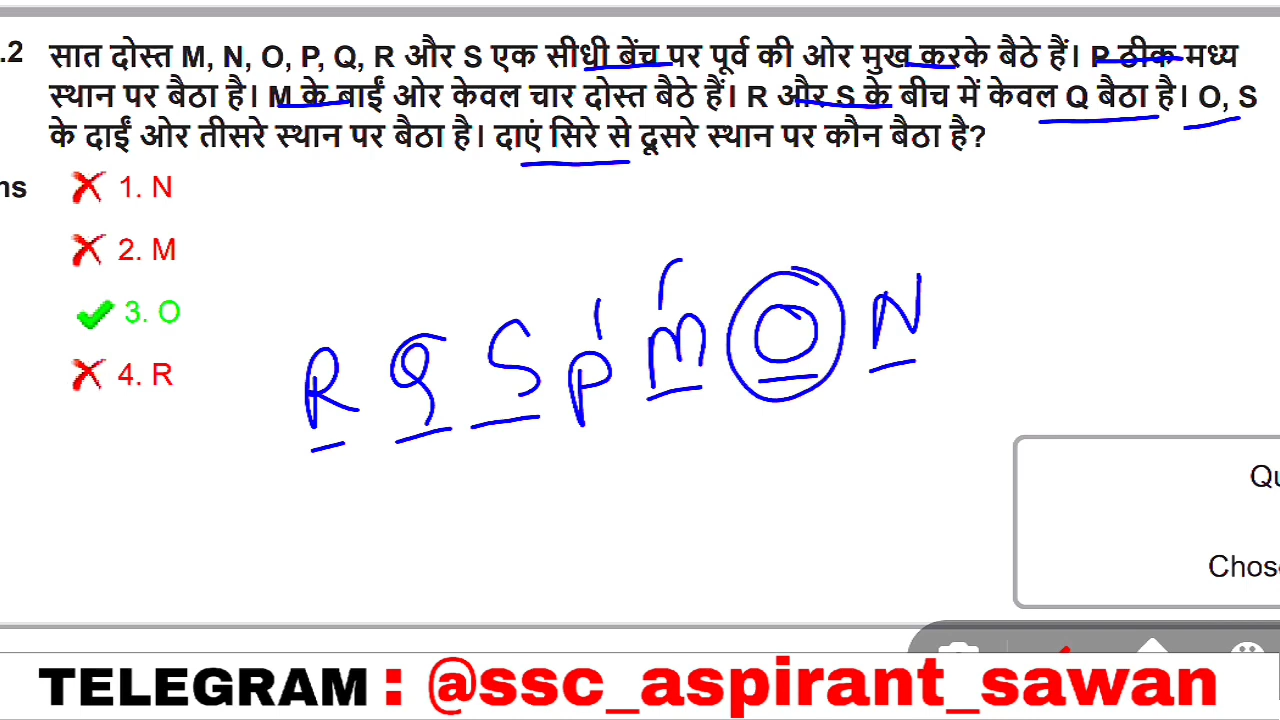 .2 सात दोस्त M, N, O, P, Q, R और S एक सीधी बेंच पर पूर्व की ओर मुख करके बैठे हैं। P ठीक मध्य
स्थान पर बैठा है। M के बाईं ओर केवल चार दोस्त बैठे हैं। R और S के बीच में केवल Q बैठा है। O, S
के दाईं ओर तीसरे स्थान पर बैठा है। दाएं सिरे से दूसरे स्थान पर कौन बैठा है?
ns 1. N
2. M
3. O
4. R
R Q S P M O N
Qu
Chose
TELEGRAM : @ssc_aspirant_sawan